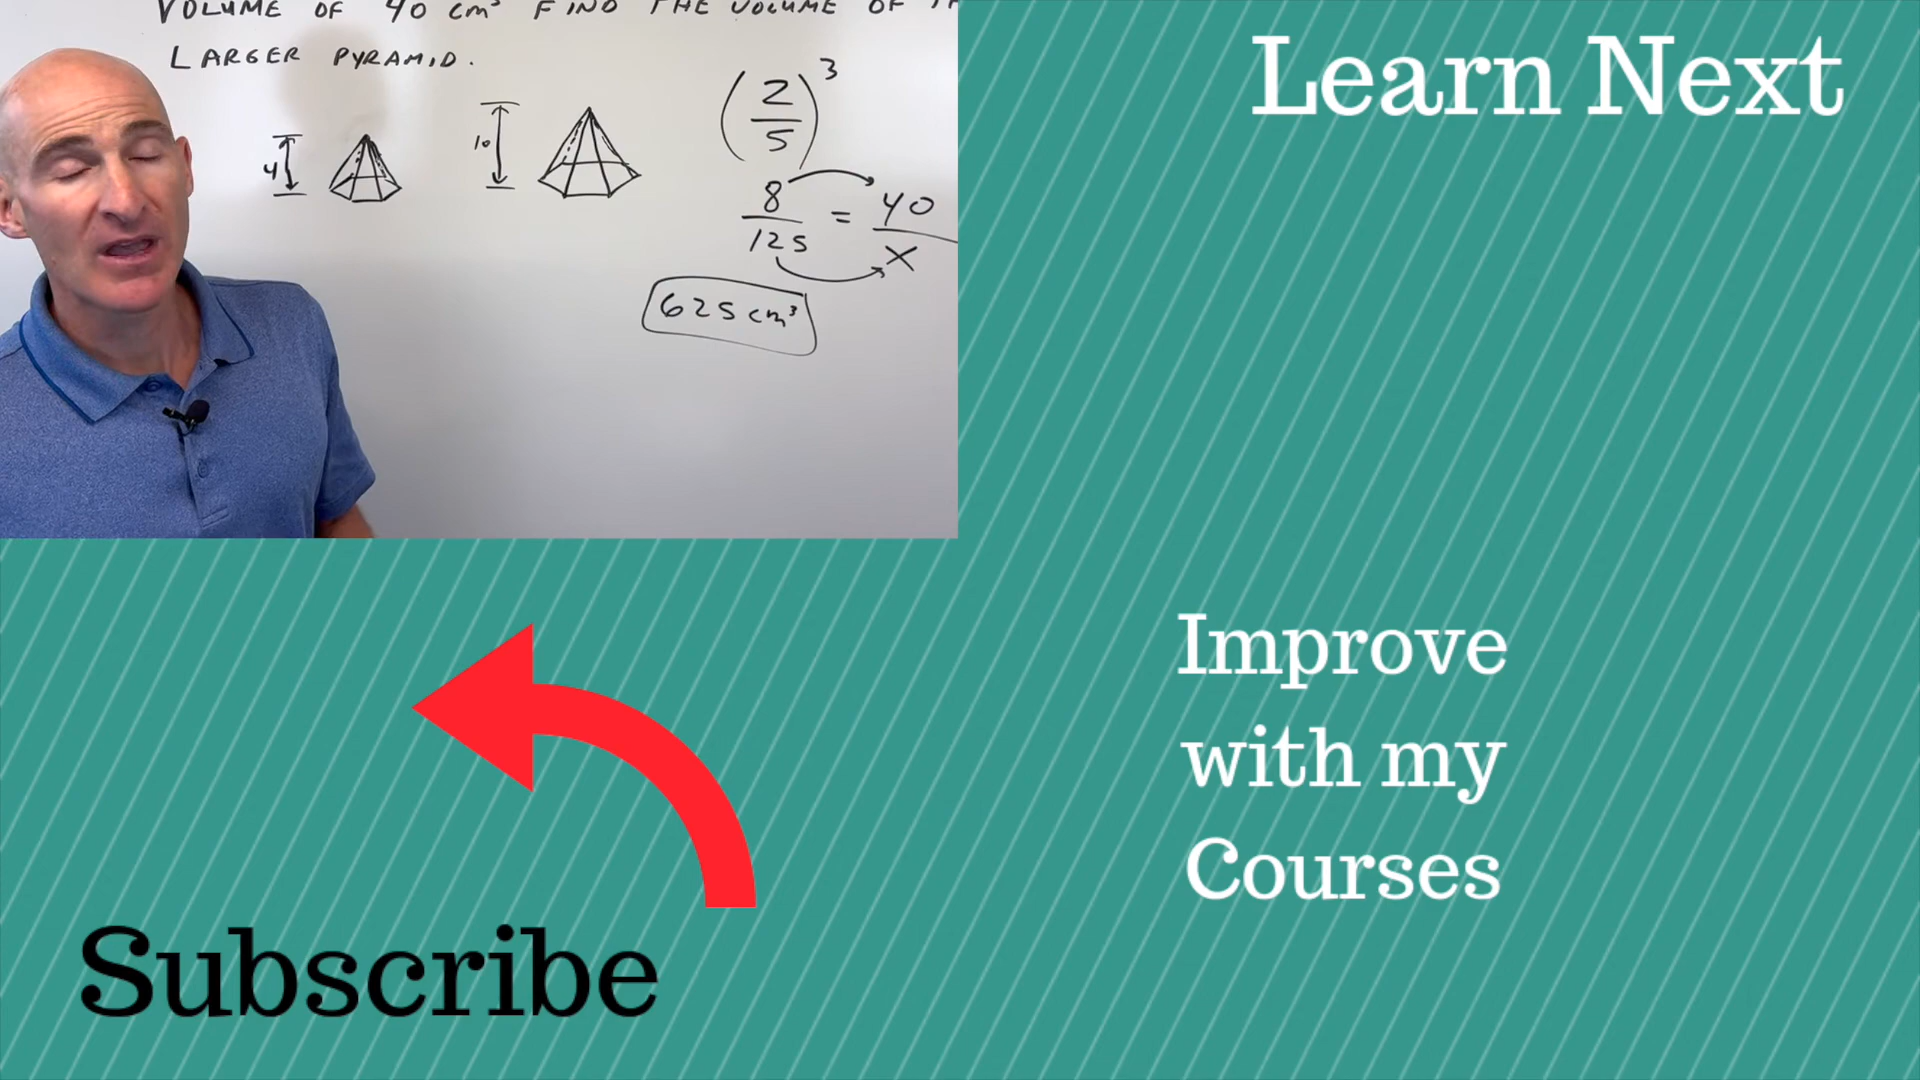 VOLUME OF 40 cm³ FIND THE VOLUME OF
LARGER PYRAMID.
4
10
(2/5)³
8/125 = 40/X
625 cm³
Learn Next
Improve
with my
Courses
Subscribe